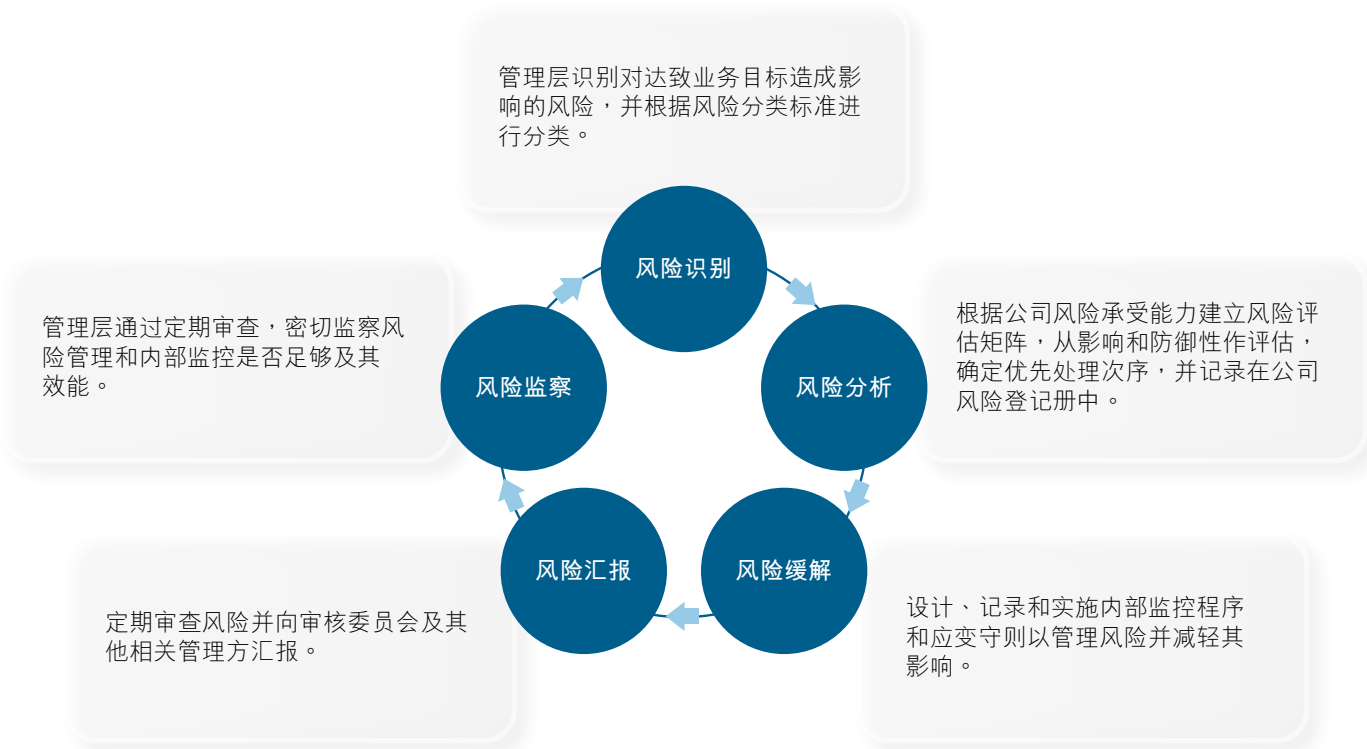 管理层识别对达致业务目标造成影
响的风险，并根据风险分类标准进
行分类。
风险识别
根据公司风险承受能力建立风险评
估矩阵，从影响和防御性作评估，
确定优先处理次序，并记录在公司
风险登记册中。
风险分析
设计、记录和实施内部监控程序
和应变守则以管理风险并减轻其
影响。
风险缓解
定期审查风险并向审核委员会及其
他相关管理方汇报。
风险汇报
管理层通过定期审查，密切监察风
险管理和内部监控是否足够及其
效能。
风险监察